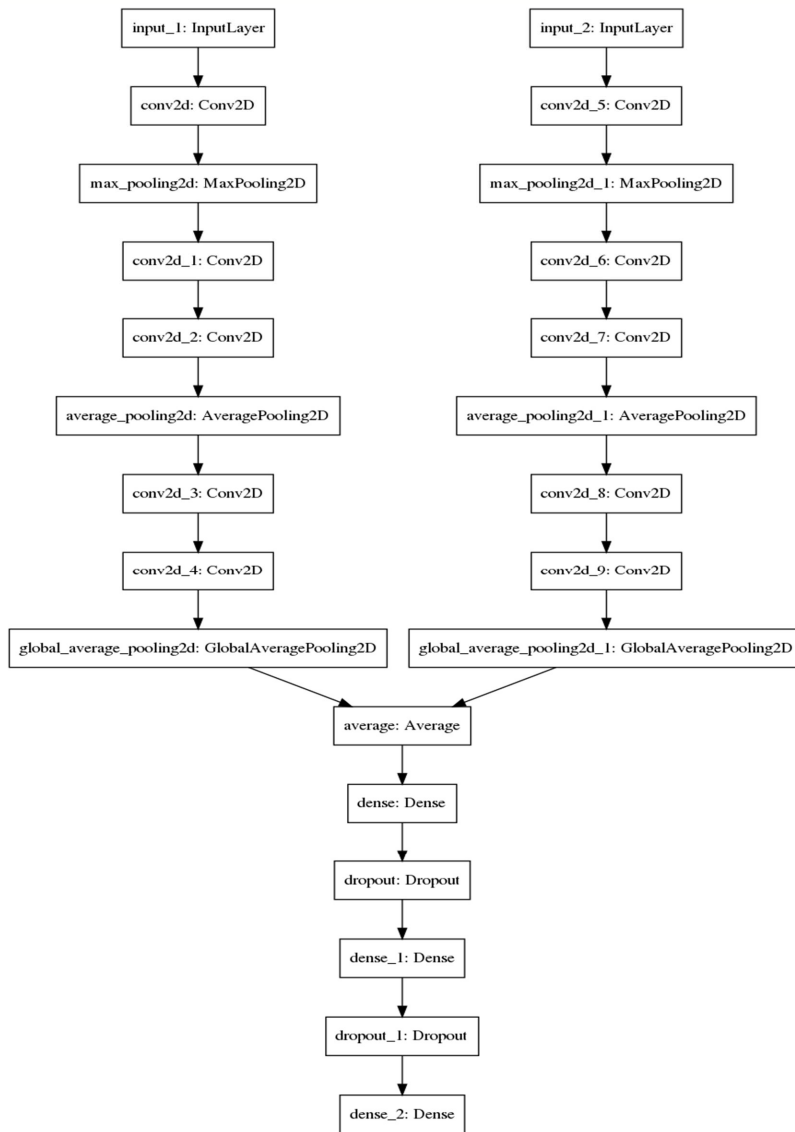 input_1: InputLayer
input_2: InputLayer
conv2d: Conv2D
conv2d_5: Conv2D
max_pooling2d: MaxPooling2D
max_pooling2d_1: MaxPooling2D
conv2d_1: Conv2D
conv2d_6: Conv2D
conv2d_2: Conv2D
conv2d_7: Conv2D
average_pooling2d: AveragePooling2D
average_pooling2d_1: AveragePooling2D
conv2d_3: Conv2D
conv2d_8: Conv2D
conv2d_4: Conv2D
conv2d_9: Conv2D
global_average_pooling2d: GlobalAveragePooling2D
global_average_pooling2d_1: GlobalAveragePooling2D
average: Average
dense: Dense
dropout: Dropout
dense_1: Dense
dropout_1: Dropout
dense_2: Dense